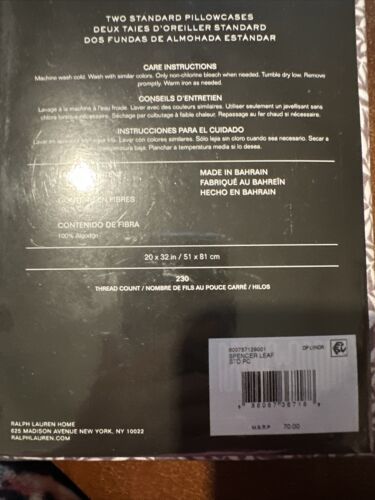 TWO STANDARD PILLOWCASES
DEUX TAIES D'OREILLER STANDARD
DOS FUNDAS DE ALMOHADA ESTÁNDAR
CARE INSTRUCTIONS
Machine wash cold. Wash with similar colors. Only non-chlorine bleach when needed. Tumble dry low. Remove
promptly. Warm iron as needed.
CONSEILS D'ENTRETIEN
Lavage à la machine à l'eau froide. Laver avec des couleurs similaires. Utiliser seulement un javellisant sans
chlore lorsque nécessaire. Séchage par culbutage à faible chaleur. Repassage au fer chaud si nécessaire.
INSTRUCCIONES PARA EL CUIDADO
Lavar en Lavar con colores similares. Sólo lejía sin cloro cuando sea necesario. Secar a
temperatura baja. Planchar a temperatura media si lo desea.
MADE IN BAHRAIN
FABRIQUÉ AU BAHREÏN
HECHO EN BAHRAIN
EN FIBRES
CONTENIDO DE FIBRA
100% Algodón
20 x 32 in / 51 x 81 cm
230
THREAD COUNT / NOMBRE DE FILS AU POUCE CARRÉ / HILOS
SPENCER LEAF
STD PC
M.S.R.P 70.00
RALPH LAUREN HOME
625 MADISON AVENUE NEW YORK, NY 10022
RALPHLAUREN.COM